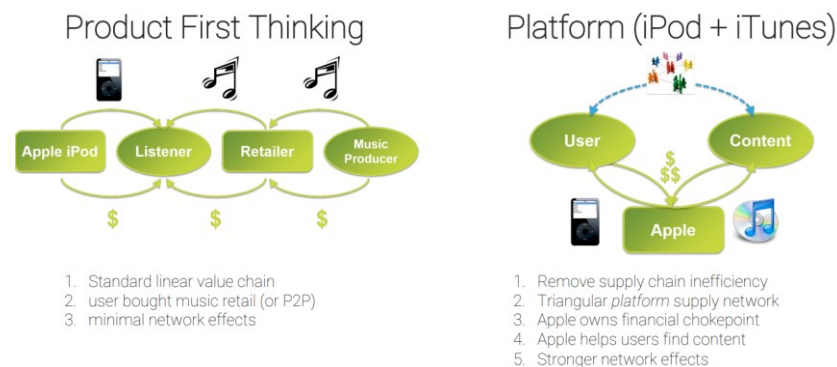 Product First Thinking
Apple iPod
Listener
Retailer
Music
Producer
$
$
$
1. Standard linear value chain
2. user bought music retail (or P2P)
3. minimal network effects
Platform (iPod + iTunes)
User
Content
$
$$
Apple
1. Remove supply chain inefficiency
2. Triangular platform supply network
3. Apple owns financial chokepoint
4. Apple helps users find content
5. Stronger network effects